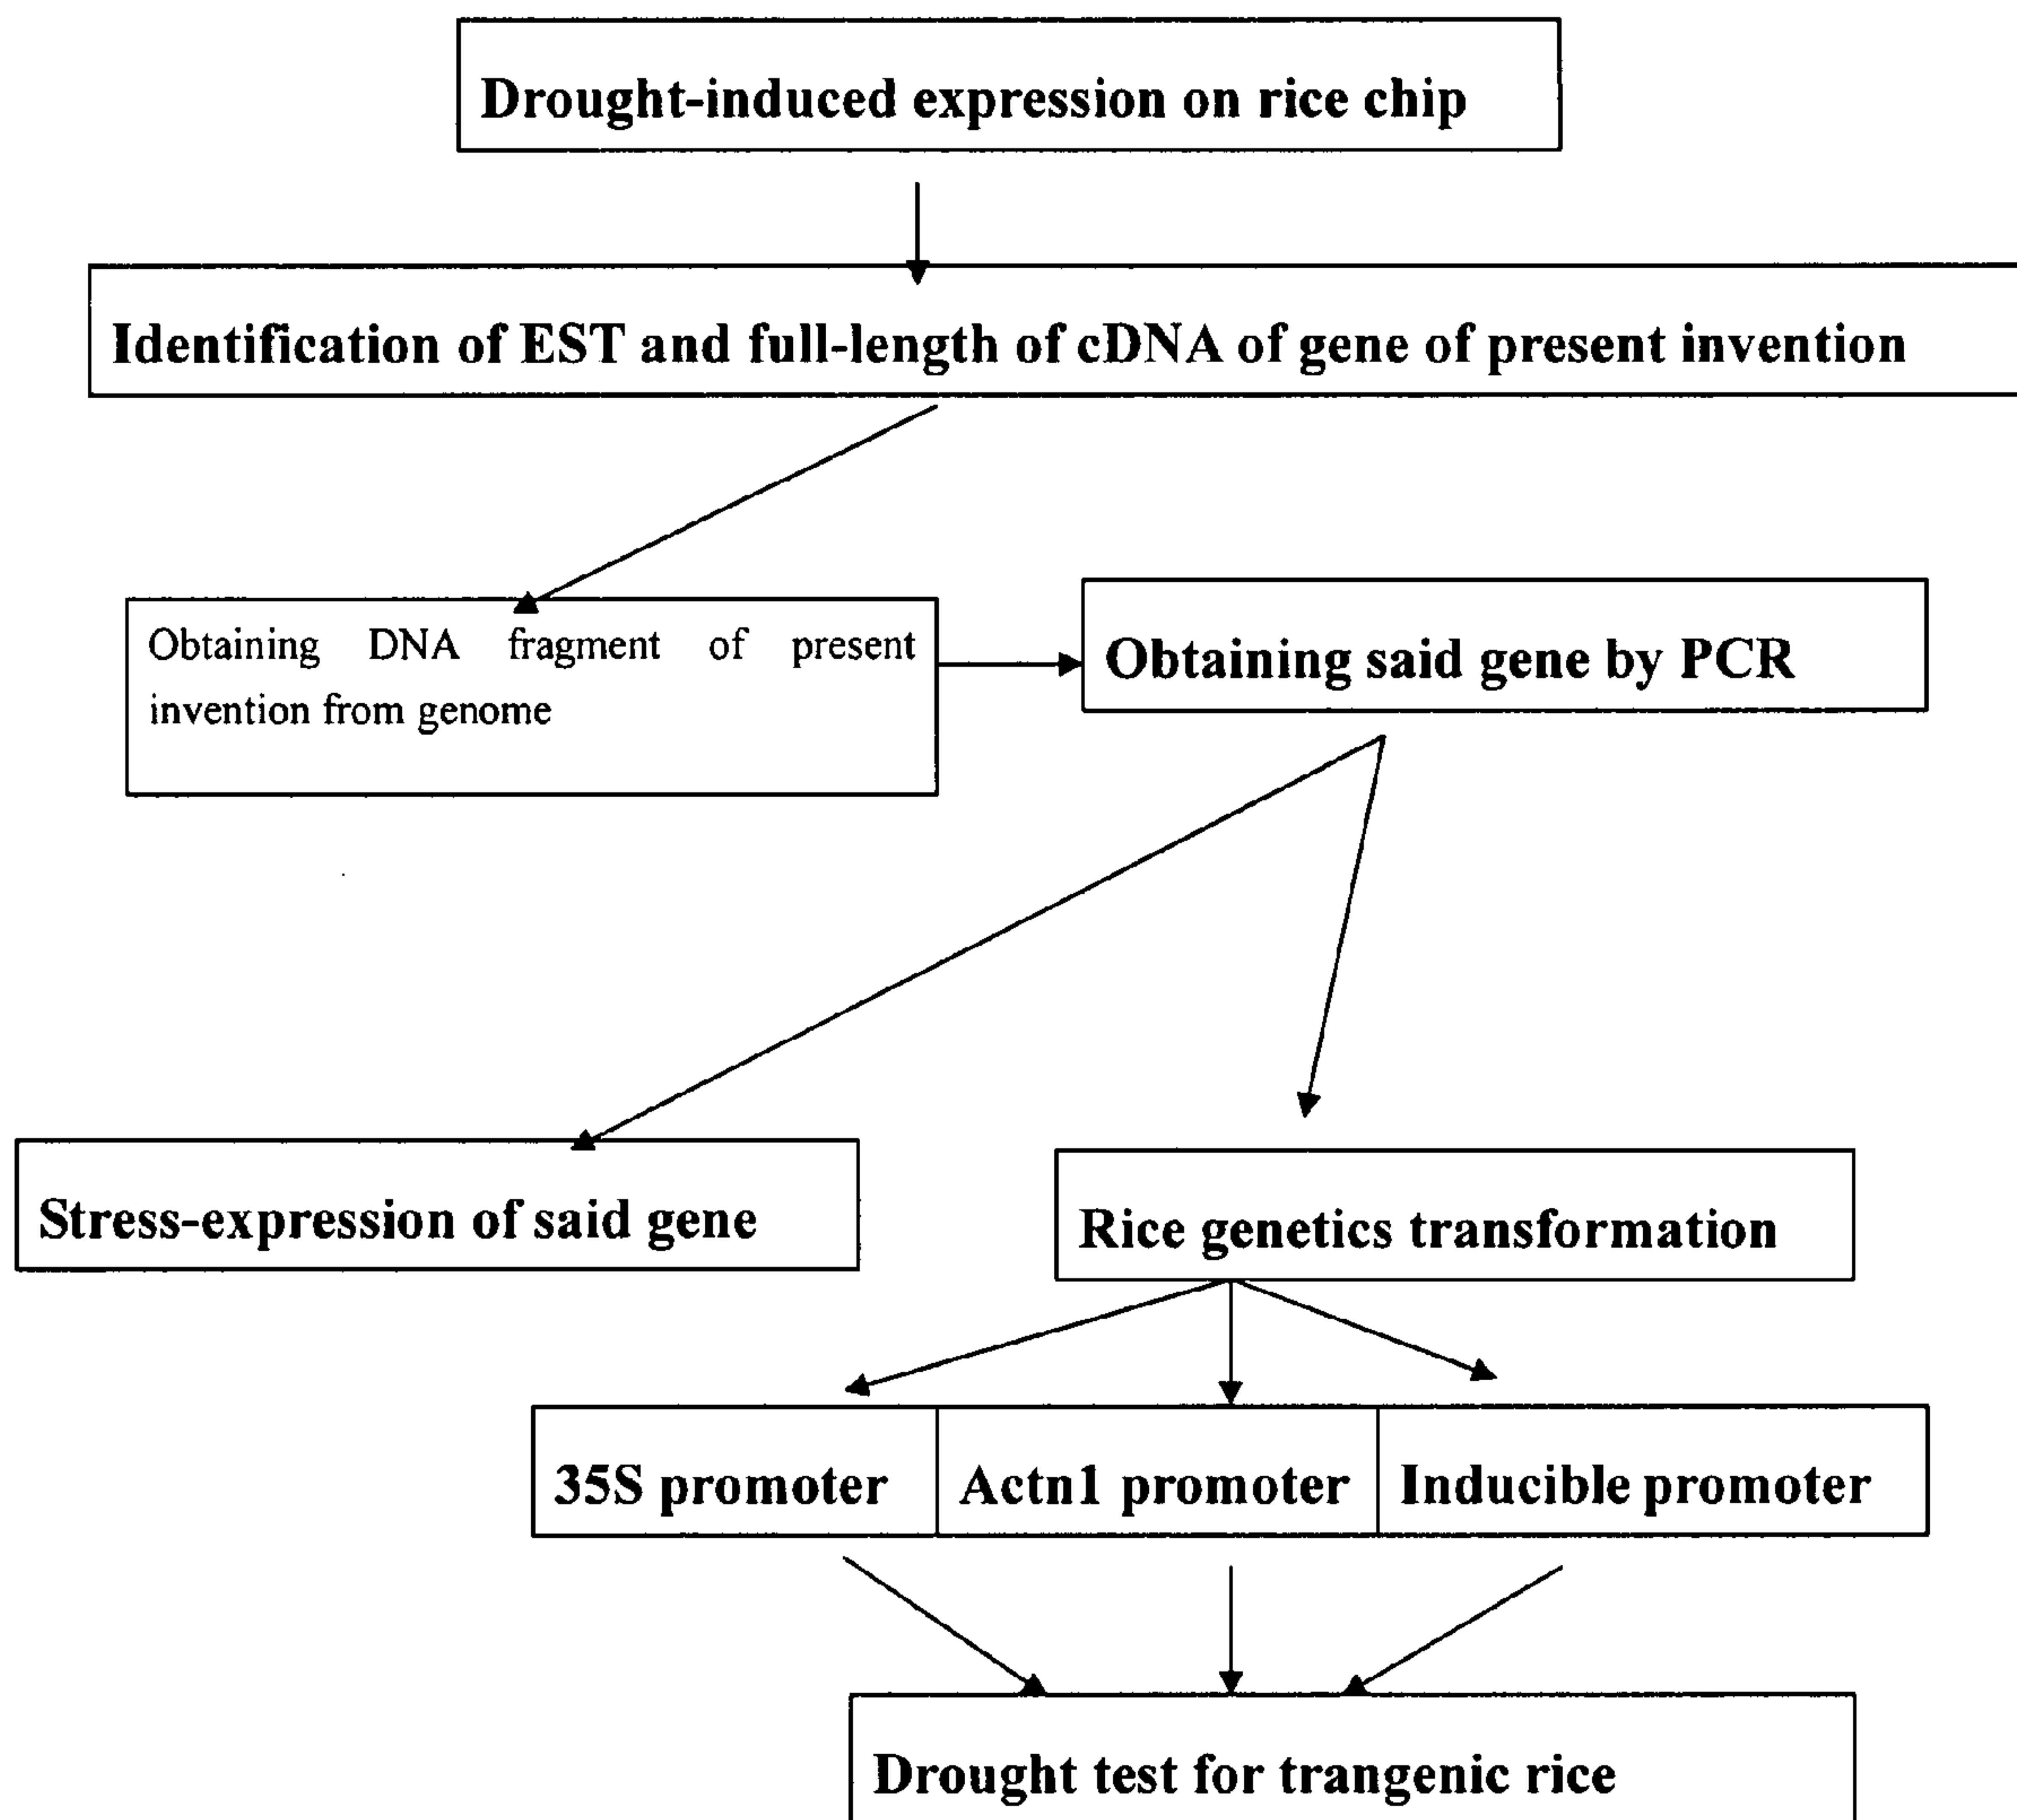 Drought-induced expression on rice chip
Identification of EST and full-length of cDNA of gene of present invention
Obtaining DNA fragment of present
invention from genome
Obtaining said gene by PCR
Stress-expression of said gene
Rice genetics transformation
35S promoter
Actn1 promoter
Inducible promoter
Drought test for trangenic rice